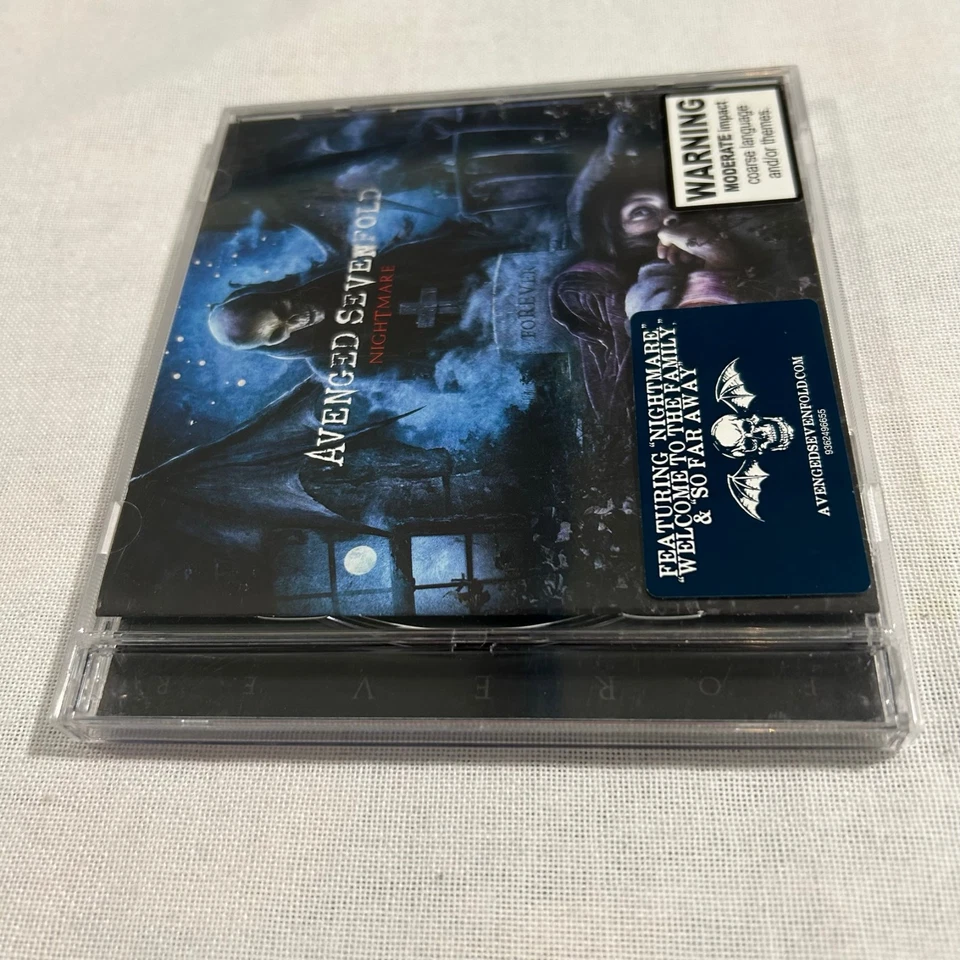 AVENGED SEVENFOLD
NIGHTMARE
FOREVER
WARNING
MODERATE impact
coarse language
and/or themes.
FEATURING “NIGHTMARE,”
“WELCOME TO THE FAMILY,”
& “SO FAR AWAY”
AVENGEDSEVENFOLD.COM
9362496655
FOREVER